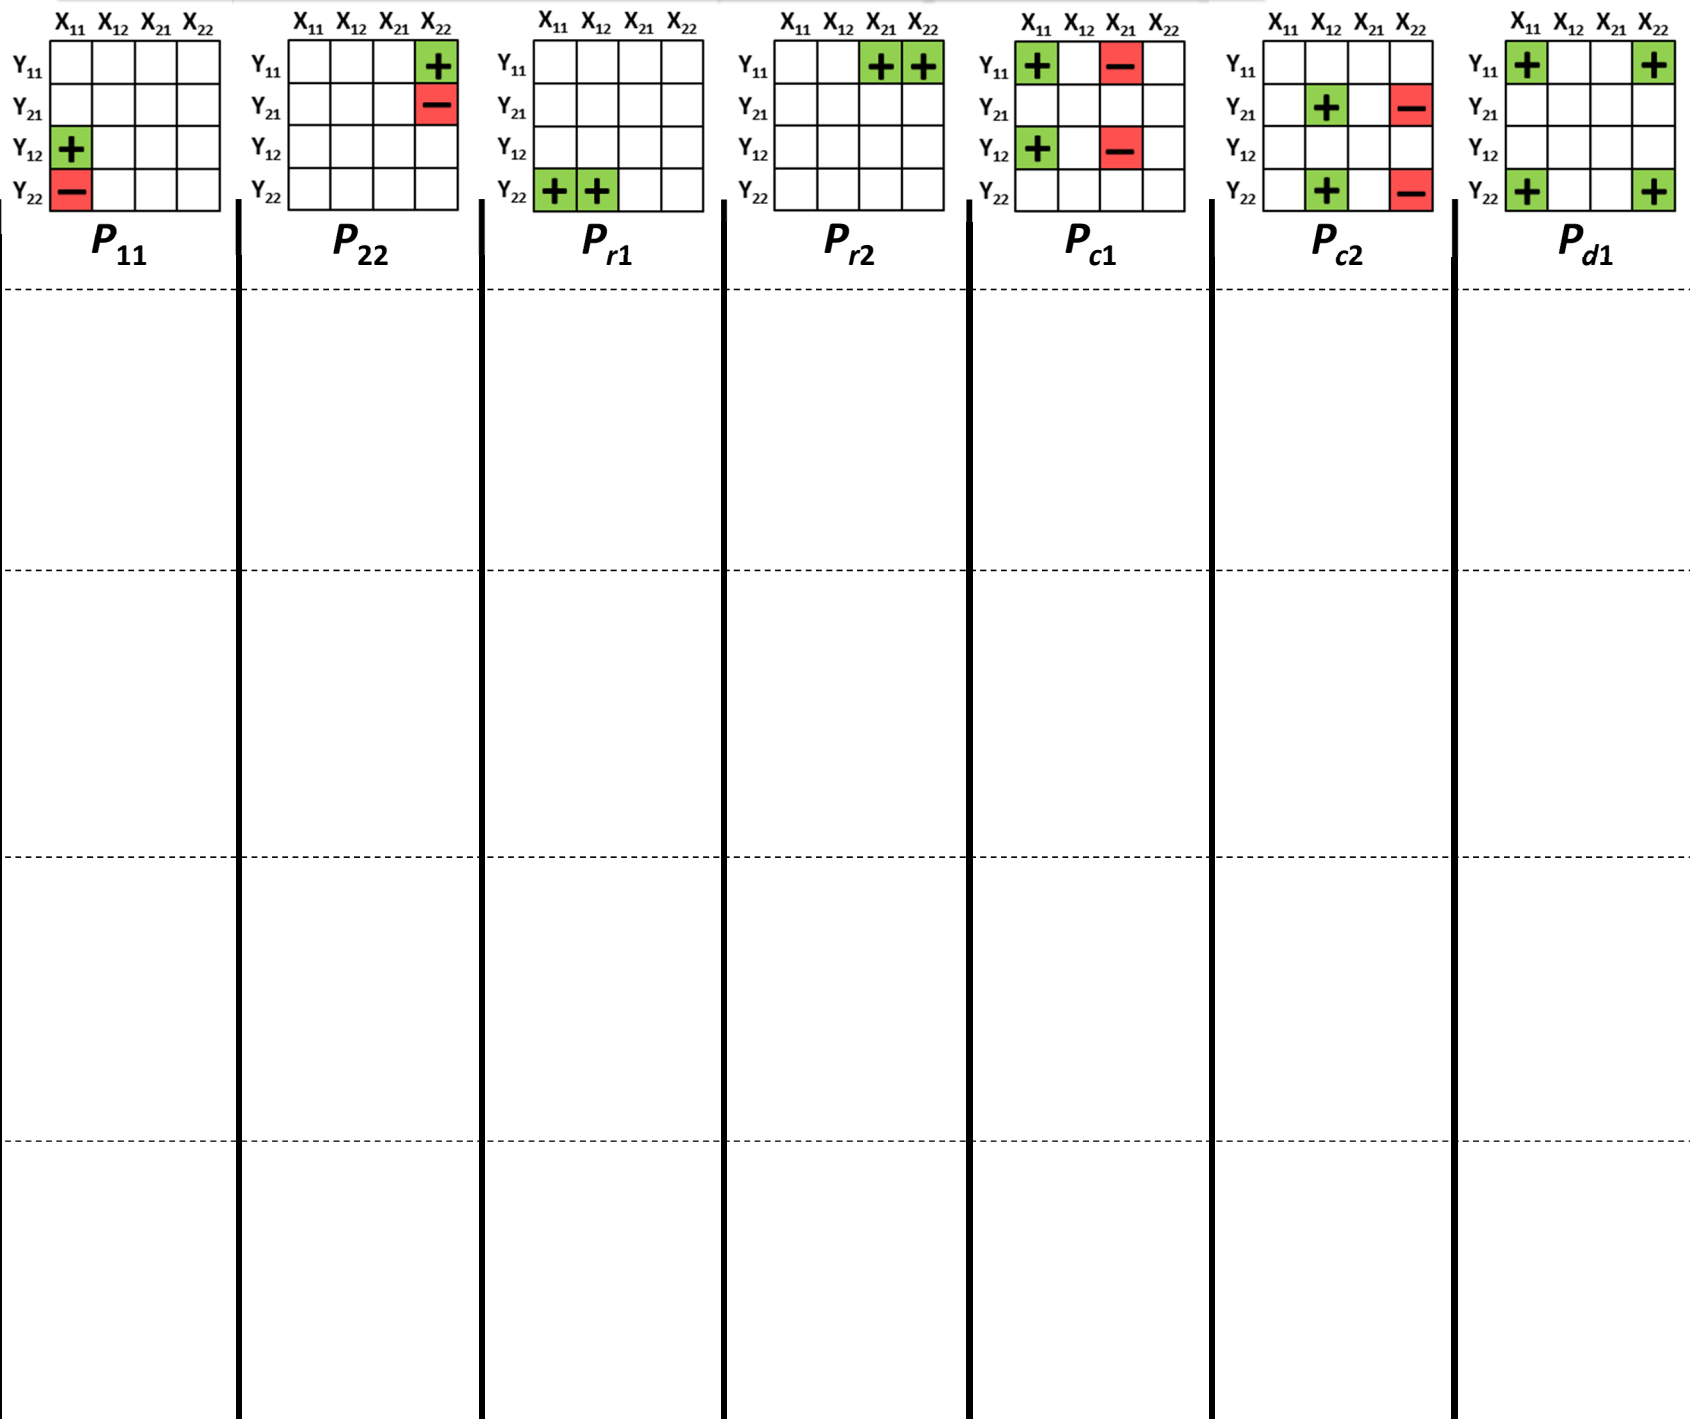 X₁₁ X₁₂ X₂₁ X₂₂ X₁₁ X₁₂ X₂₁ X₂₂ X₁₁ X₁₂ X₂₁ X₂₂ X₁₁ X₁₂ X₂₁ X₂₂ X₁₁ X₁₂ X₂₁ X₂₂ X₁₁ X₁₂ X₂₁ X₂₂ X₁₁ X₁₂ X₂₁ X₂₂
Y₁₁ Y₁₁ + Y₁₁ Y₁₁ + + Y₁₁ + − Y₁₁ Y₁₁ + +
Y₂₁ Y₂₁ − Y₂₁ Y₂₁ Y₂₁ Y₂₁ + − Y₂₁
Y₁₂ + Y₁₂ Y₁₂ Y₁₂ Y₁₂ + − Y₁₂ Y₁₂
Y₂₂ − Y₂₂ Y₂₂ + + Y₂₂ Y₂₂ Y₂₂ + − Y₂₂ + +
P₁₁ P₂₂ Pr1 Pr2 Pc1 Pc2 Pd1